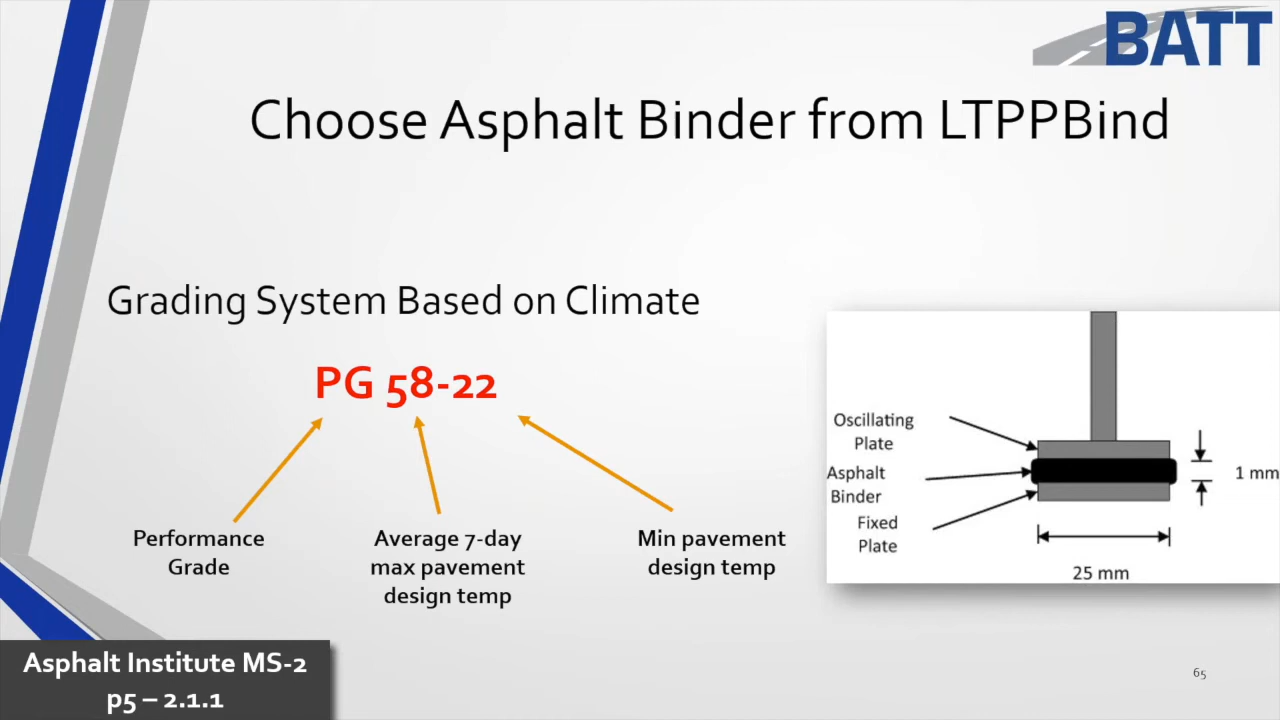 BATT
Choose Asphalt Binder from LTPPBind
Grading System Based on Climate
PG 58-22
Performance
Grade
Average 7-day
max pavement
design temp
Min pavement
design temp
Oscillating
Plate
Asphalt
Binder
Fixed
Plate
1 mm
25 mm
Asphalt Institute MS-2
p5 – 2.1.1
65